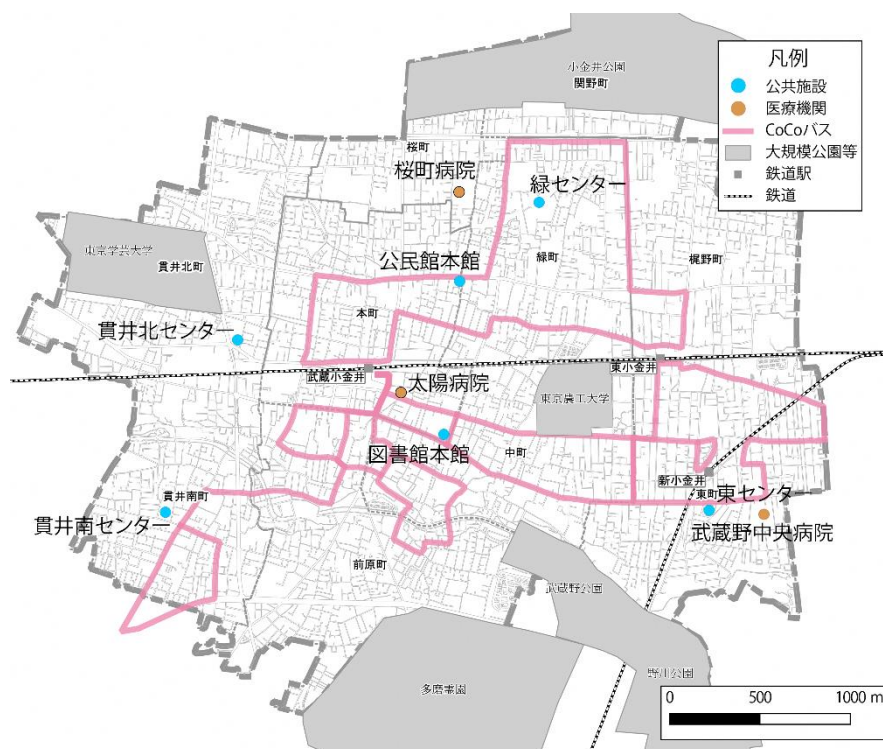 小金井公園
関野町
凡例
公共施設
医療機関
CoCoバス
大規模公園等
鉄道駅
鉄道
桜町
桜町病院
緑センター
東京学芸大学
貫井北町
公民館本館
緑町
梶野町
本町
貫井北センター
武蔵小金井
東小金井
太陽病院
東京農工大学
図書館本館
中町
新小金井
貫井南町
東町
東センター
貫井南センター
武蔵野中央病院
前原町
武蔵野公園
野川公園
多磨霊園
0 500 1000 m